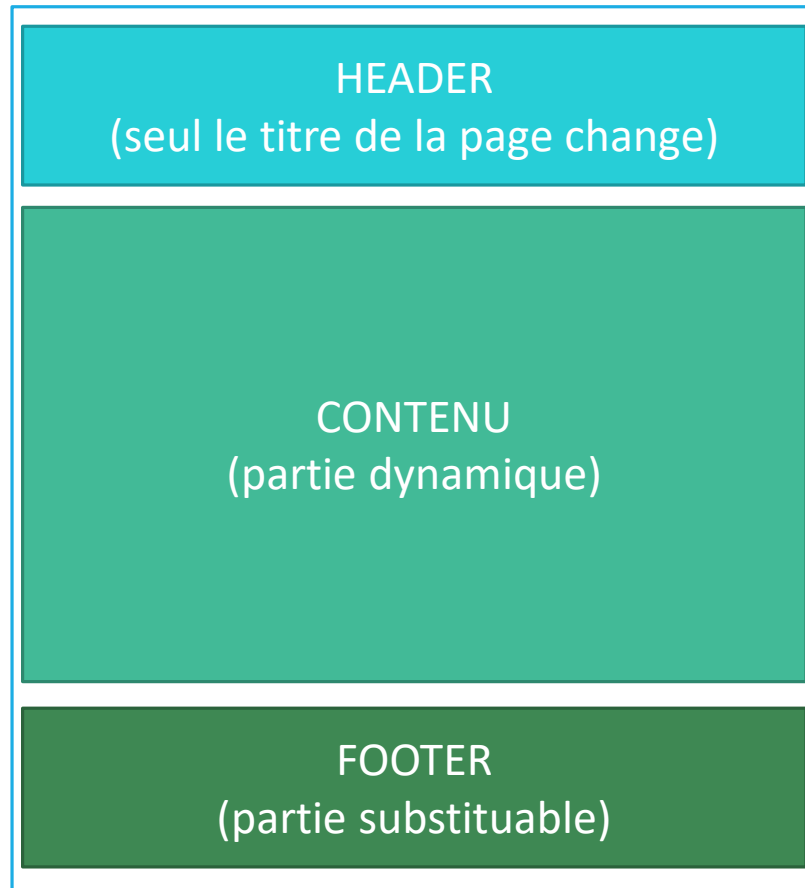 HEADER
(seul le titre de la page change)
CONTENU
(partie dynamique)
FOOTER
(partie substituable)